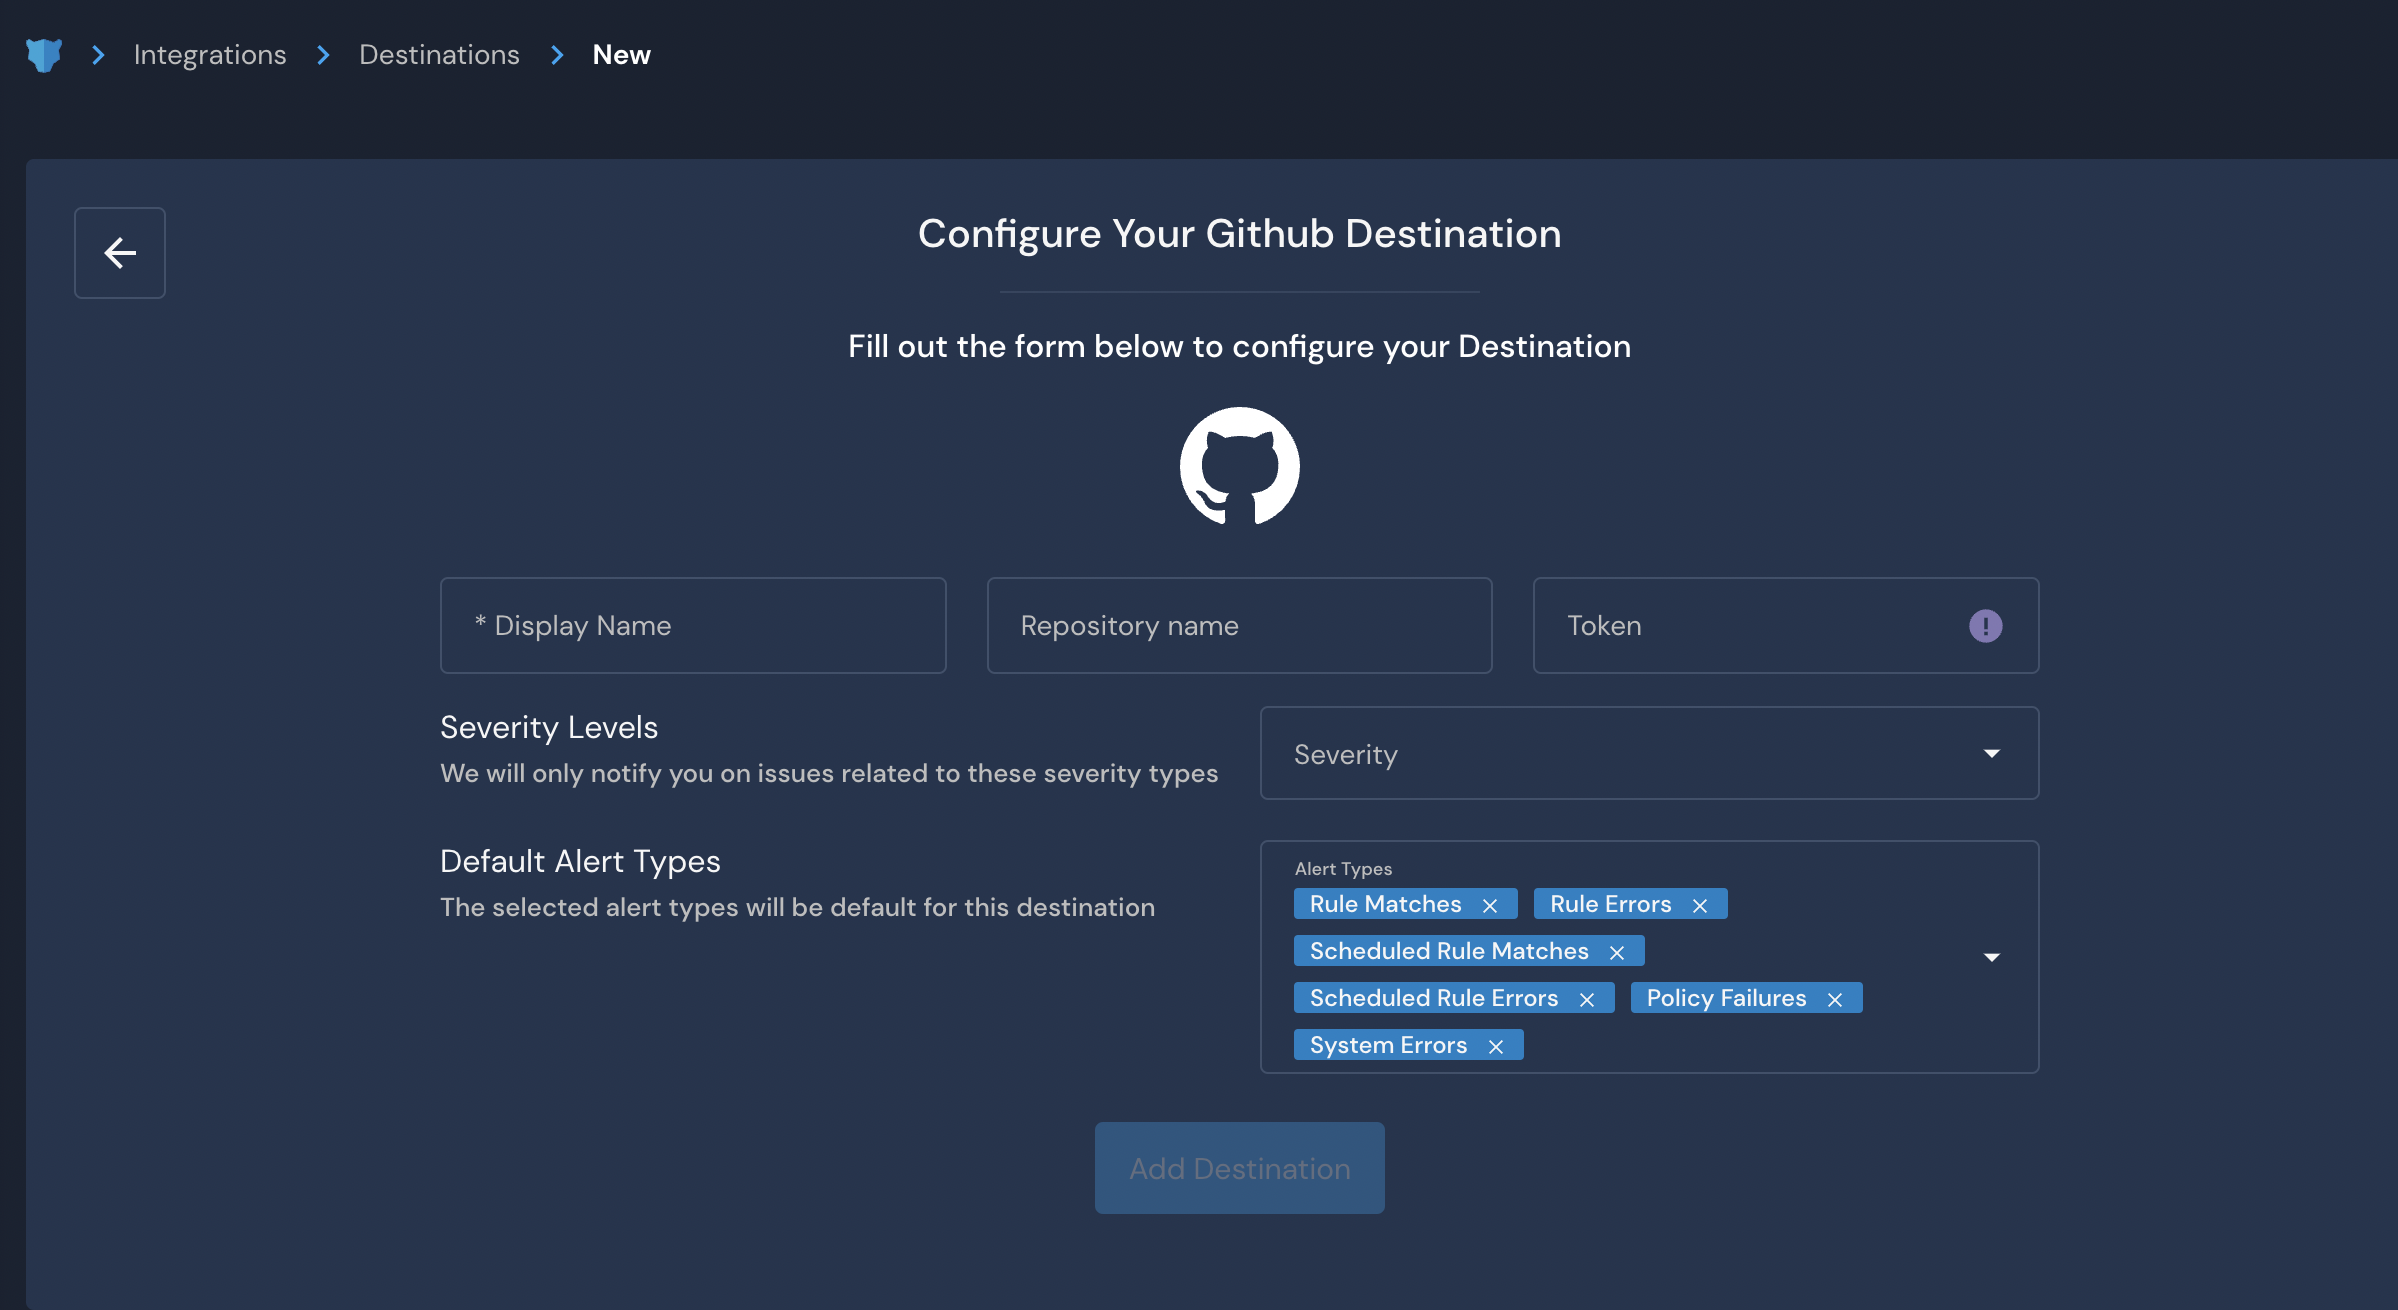 Integrations
Destinations
New
Configure Your Github Destination
Fill out the form below to configure your Destination
* Display Name
Repository name
Token
Severity Levels
We will only notify you on issues related to these severity types
Severity
Default Alert Types
The selected alert types will be default for this destination
Alert Types
Rule Matches
Rule Errors
Scheduled Rule Matches
Scheduled Rule Errors
Policy Failures
System Errors
Add Destination